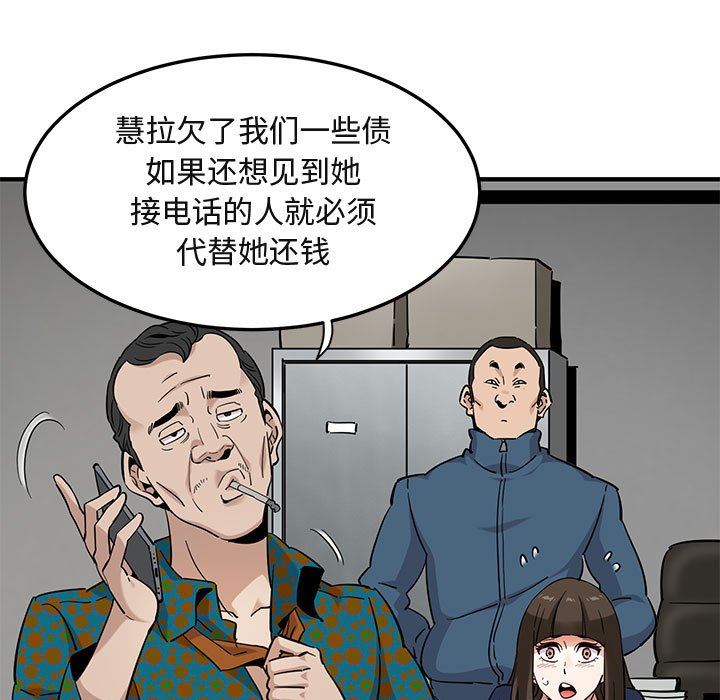 慧拉欠了我们一些债
如果还想见到她
接电话的人就必须
代替她还钱